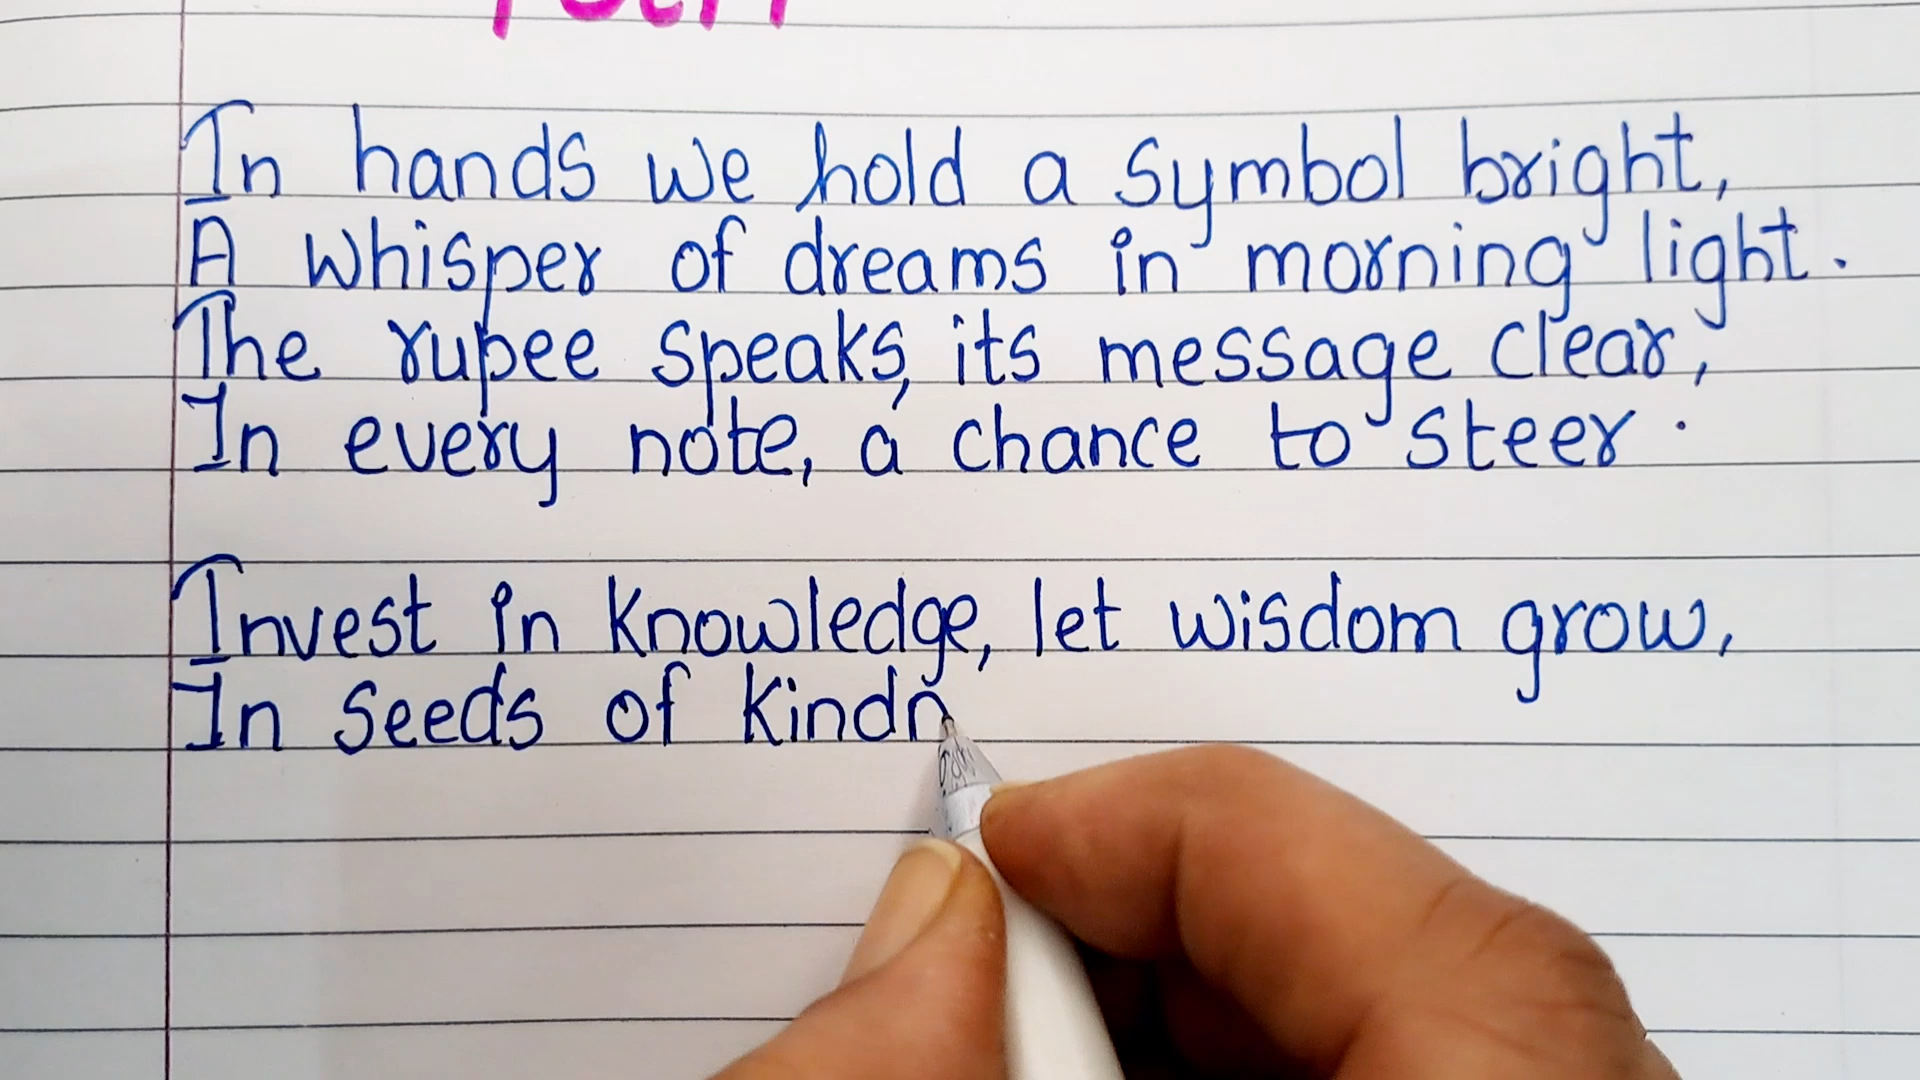 In hands we hold a symbol bright,
A whisper of dreams in morning light.
The rupee speaks, its message clear,
In every note, a chance to steer.
Invest in knowledge, let wisdom grow,
In seeds of kindn